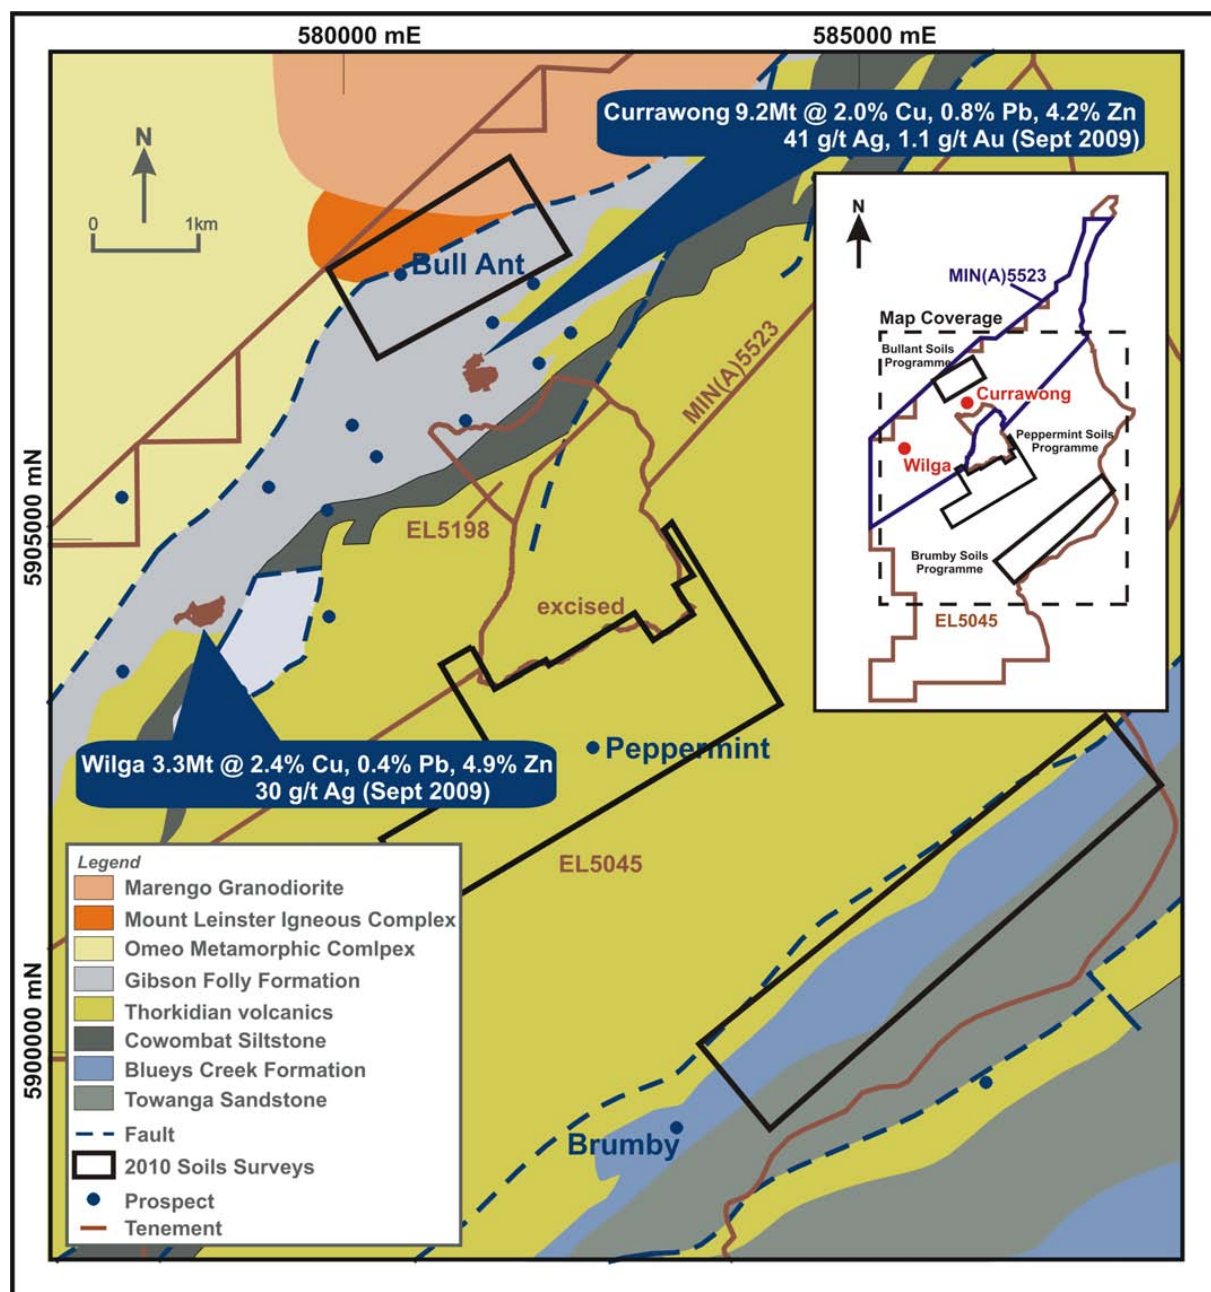 580000 mE
585000 mE
Currawong 9.2Mt @ 2.0% Cu, 0.8% Pb, 4.2% Zn
41 g/t Ag, 1.1 g/t Au (Sept 2009)
N
0 1km
Bull Ant
N
MIN(A)5523
Map Coverage
Bullant Soils
Programme
Currawong
Peppermint Soils
Programme
Wilga
Brumby Soils
Programme
EL5045
MIN(A)5523
5905000 mN
EL5198
excised
Peppermint
Wilga 3.3Mt @ 2.4% Cu, 0.4% Pb, 4.9% Zn
30 g/t Ag (Sept 2009)
EL5045
Legend
Marengo Granodiorite
Mount Leinster Igneous Complex
Omeo Metamorphic Comlpex
Gibson Folly Formation
Thorkidian volcanics
Cowombat Siltstone
Blueys Creek Formation
Towanga Sandstone
Fault
2010 Soils Surveys
Prospect
Tenement
5900000 mN
Brumby